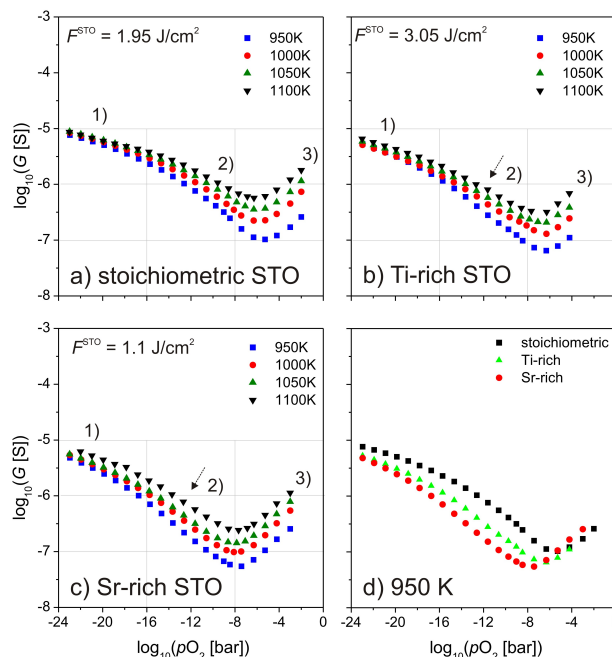 F^STO = 1.95 J/cm²
950K
1000K
1050K
1100K
1)
2)
3)
a) stoichiometric STO
log₁₀(G [S])
-3
-4
-5
-6
-7
-8
F^STO = 3.05 J/cm²
950K
1000K
1050K
1100K
1)
2)
3)
b) Ti-rich STO
F^STO = 1.1 J/cm²
950K
1000K
1050K
1100K
1)
2)
3)
c) Sr-rich STO
log₁₀(G [S])
-3
-4
-5
-6
-7
-8
-24 -20 -16 -12 -8 -4 0
log₁₀(pO₂ [bar])
stoichiometric
Ti-rich
Sr-rich
d) 950 K
-24 -20 -16 -12 -8 -4 0
log₁₀(pO₂ [bar])